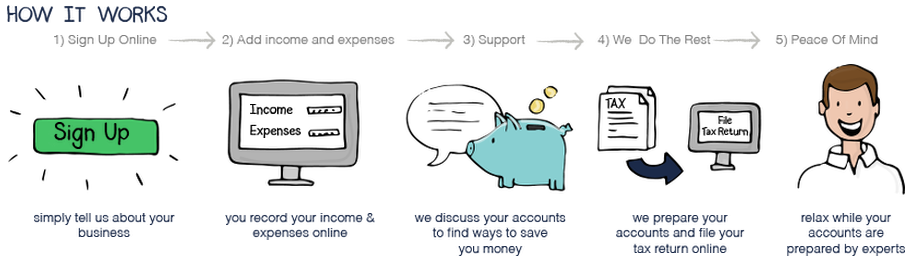 HOW IT WORKS
1) Sign Up Online
2) Add income and expenses
3) Support
4) We Do The Rest
5) Peace Of Mind
Sign Up
Income
Expenses
TAX
File
Tax Return
simply tell us about your
business
you record your income &
expenses online
we discuss your accounts
to find ways to save
you money
we prepare your
accounts and file your
tax return online
relax while your
accounts are
prepared by experts